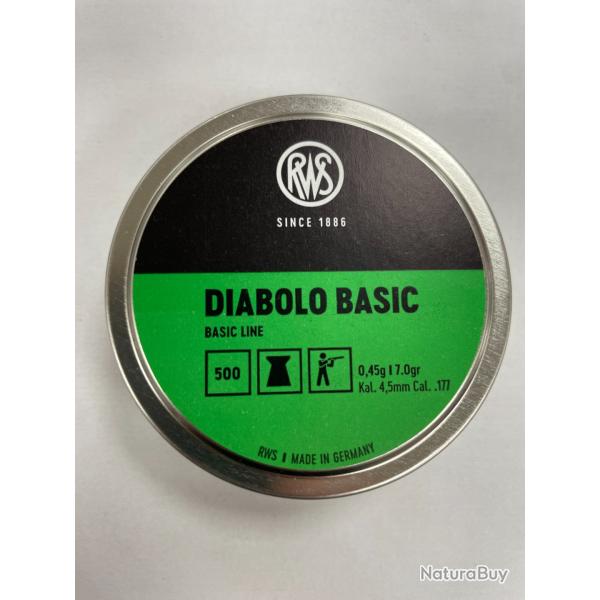 RWS
SINCE 1886
DIABOLO BASIC
BASIC LINE
500
0,45g | 7.0gr
Kal. 4,5mm Cal. .177
RWS | MADE IN GERMANY
NaturaBuy